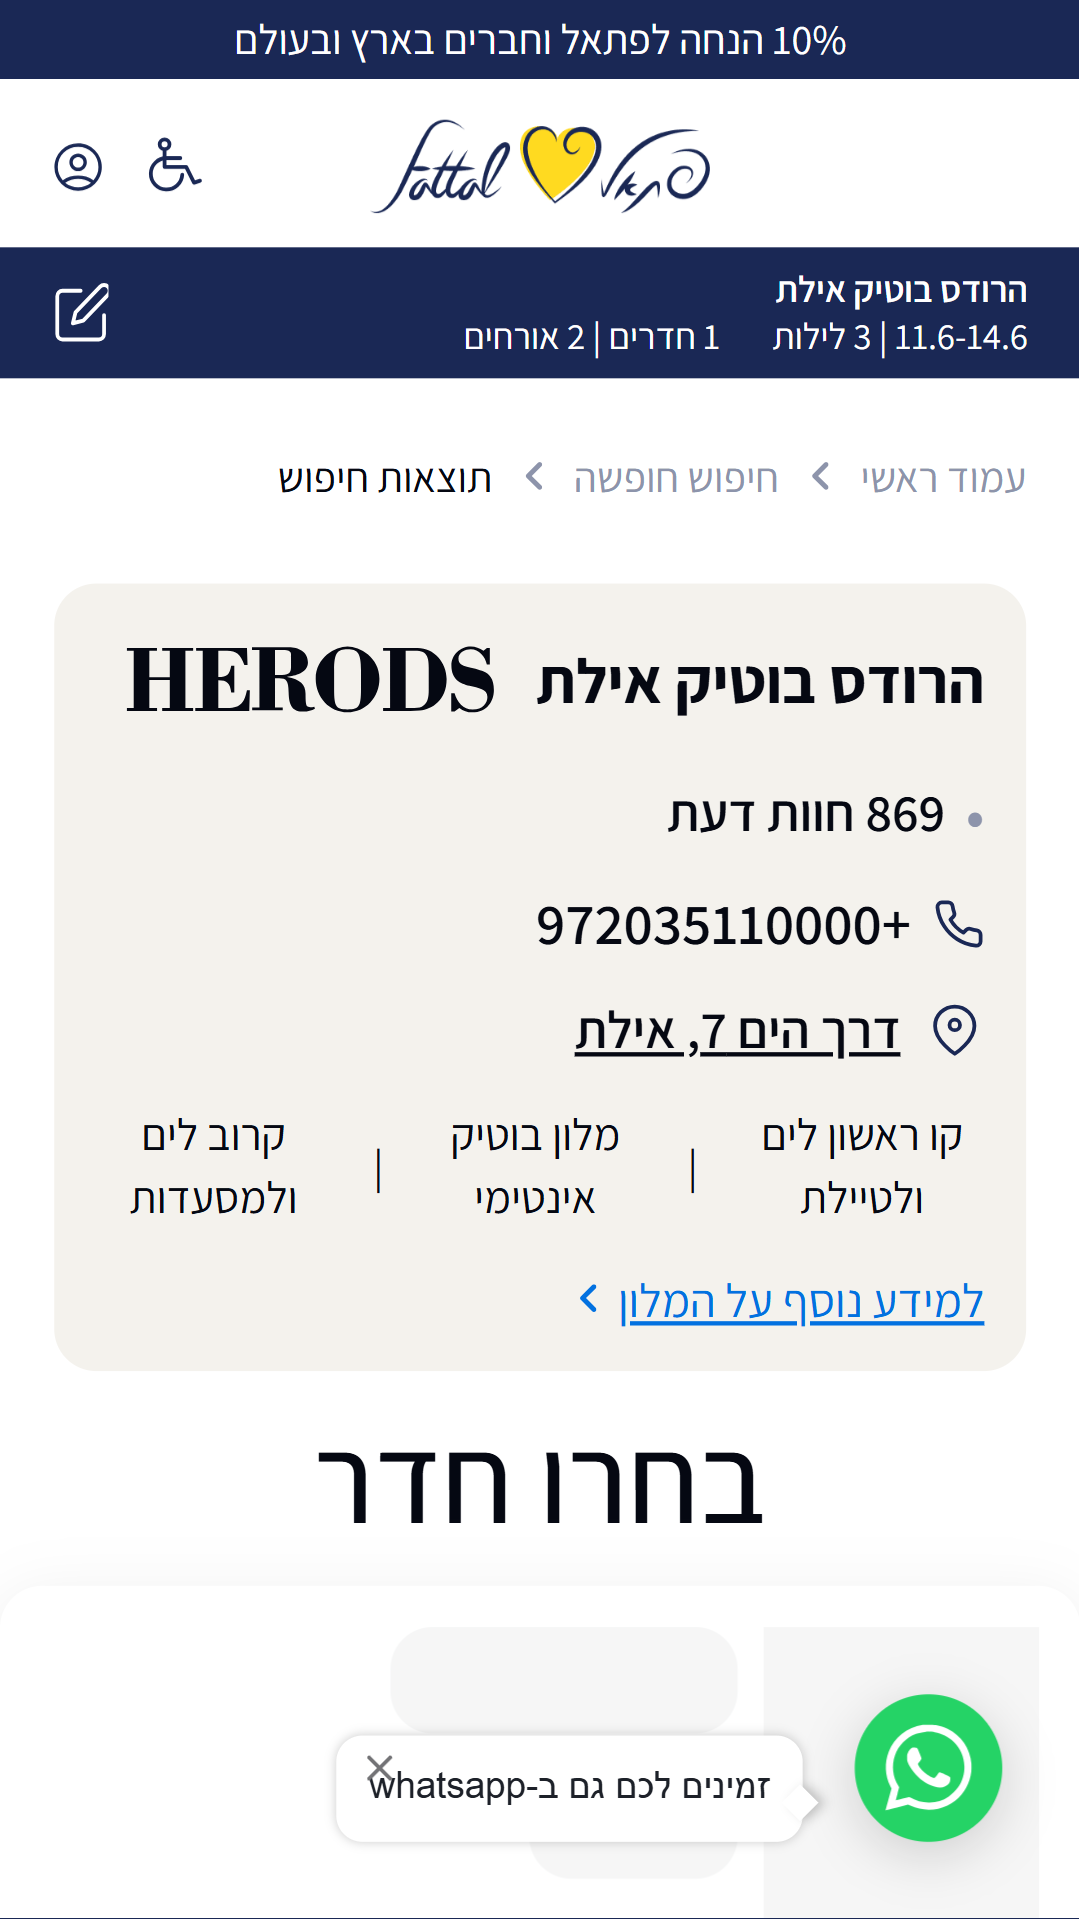 10% הנחה לפתאל וחברים בארץ ובעולם
fattal פתאל
הרודס בוטיק אילת
11.6-14.6 | 3 לילות 1 חדרים | 2 אורחים
עמוד ראשי חיפוש חופשה תוצאות חיפוש
הרודס בוטיק אילת HERODS
869 חוות דעת
972035110000+
דרך הים 7, אילת
קו ראשון לים
ולטיילת
|
מלון בוטיק
אינטימי
|
קרוב לים
ולמסעדות
למידע נוסף על המלון
בחרו חדר
זמינים לכם גם ב-whatsapp